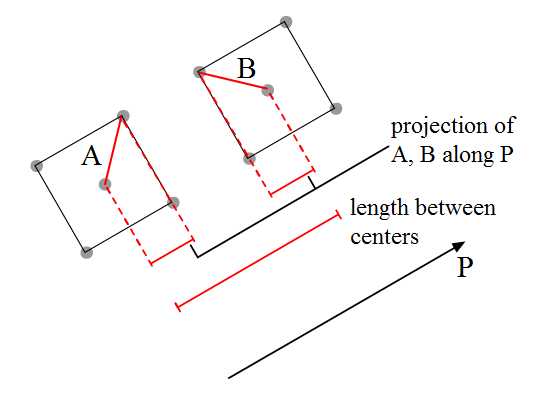 B
A
projection of
A, B along P
length between
centers
P